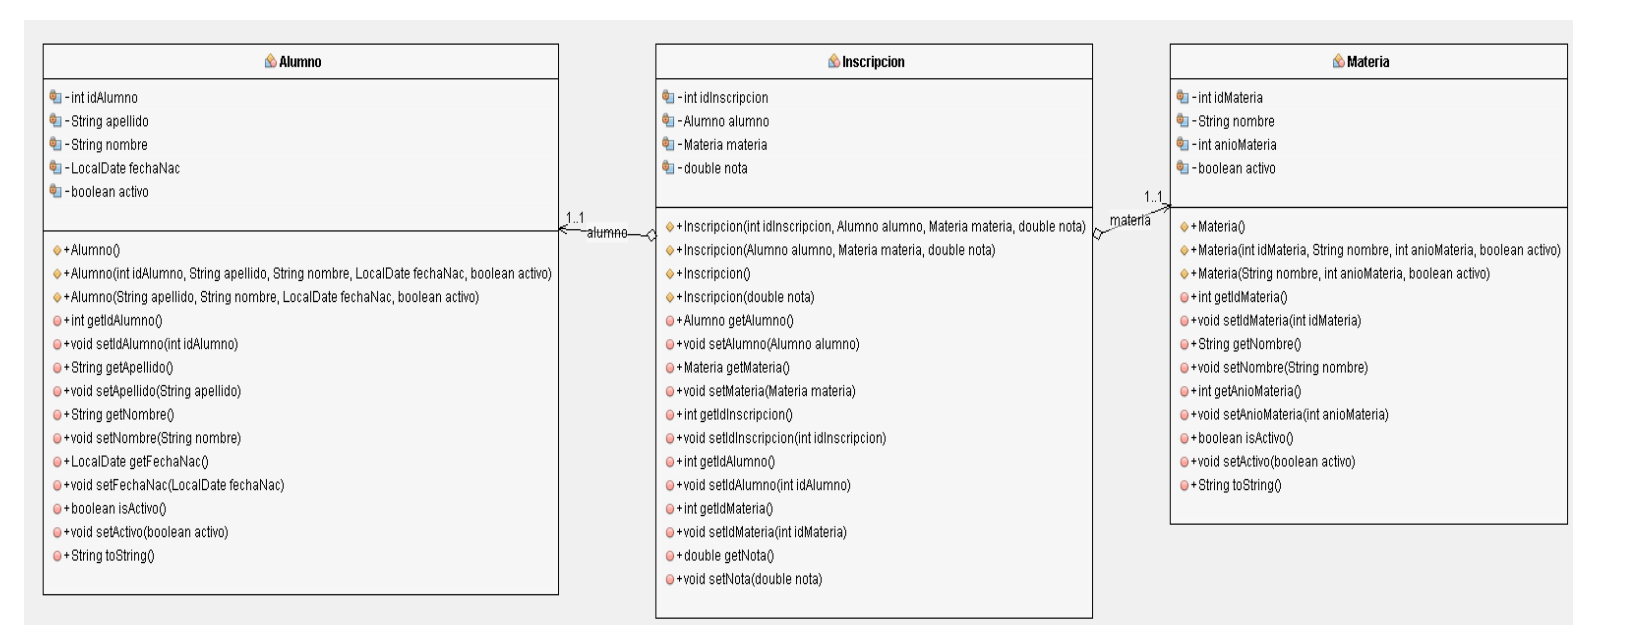 Alumno
- int idAlumno
- String apellido
- String nombre
- LocalDate fechaNac
- boolean activo
+ Alumno()
+ Alumno(int idAlumno, String apellido, String nombre, LocalDate fechaNac, boolean activo)
+ Alumno(String apellido, String nombre, LocalDate fechaNac, boolean activo)
+ int getIdAlumno()
+ void setIdAlumno(int idAlumno)
+ String getApellido()
+ void setApellido(String apellido)
+ String getNombre()
+ void setNombre(String nombre)
+ LocalDate getFechaNac()
+ void setFechaNac(LocalDate fechaNac)
+ boolean isActivo()
+ void setActivo(boolean activo)
+ String toString()
1..1
alumno
Inscripcion
- int idInscripcion
- Alumno alumno
- Materia materia
- double nota
+ Inscripcion(int idInscripcion, Alumno alumno, Materia materia, double nota)
+ Inscripcion(Alumno alumno, Materia materia, double nota)
+ Inscripcion()
+ Inscripcion(double nota)
+ Alumno getAlumno()
+ void setAlumno(Alumno alumno)
+ Materia getMateria()
+ void setMateria(Materia materia)
+ int getIdInscripcion()
+ void setIdInscripcion(int idInscripcion)
+ int getIdAlumno()
+ void setIdAlumno(int idAlumno)
+ int getIdMateria()
+ void setIdMateria(int idMateria)
+ double getNota()
+ void setNota(double nota)
1..1
materia
Materia
- int idMateria
- String nombre
- int anioMateria
- boolean activo
+ Materia()
+ Materia(int idMateria, String nombre, int anioMateria, boolean activo)
+ Materia(String nombre, int anioMateria, boolean activo)
+ int getIdMateria()
+ void setIdMateria(int idMateria)
+ String getNombre()
+ void setNombre(String nombre)
+ int getAnioMateria()
+ void setAnioMateria(int anioMateria)
+ boolean isActivo()
+ void setActivo(boolean activo)
+ String toString()